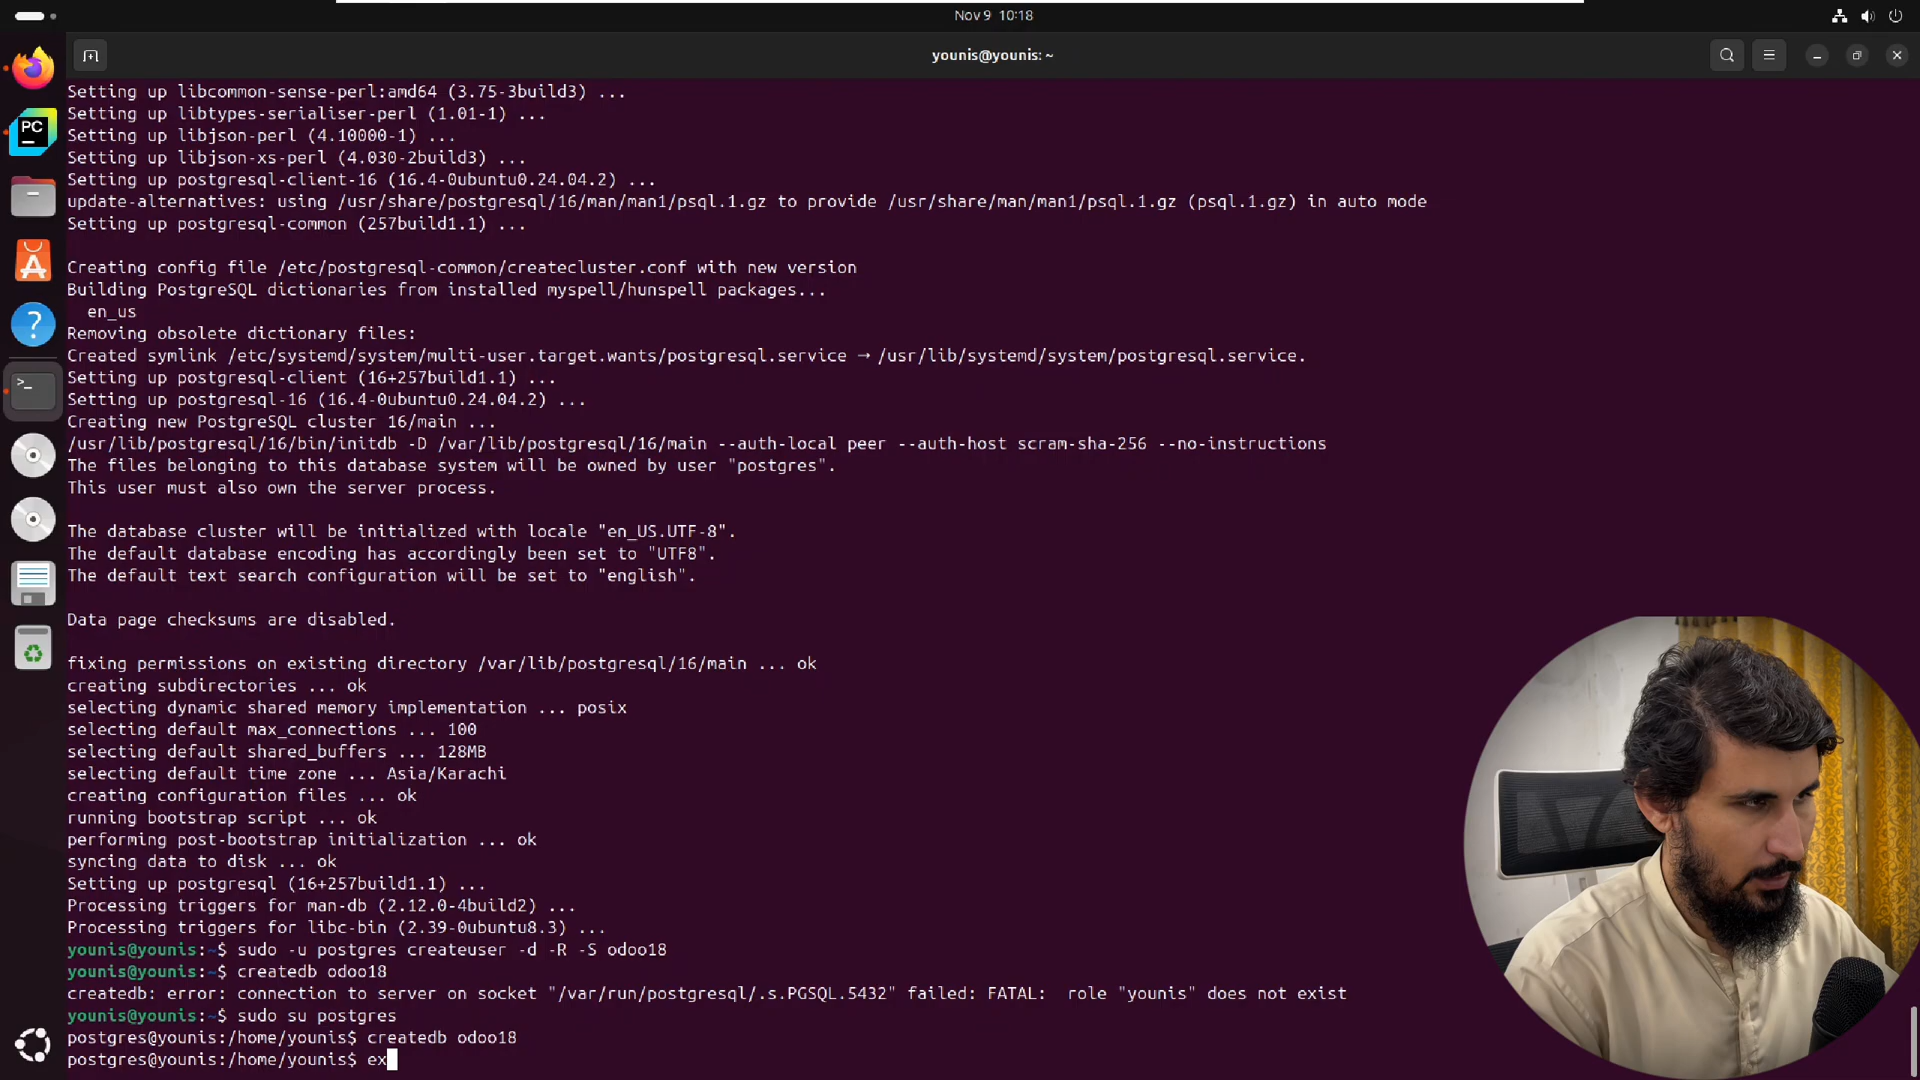 Nov 9 10:18
younis@younis: ~
Setting up libcommon-sense-perl:amd64 (3.75-3build3) ...
Setting up libtypes-serialiser-perl (1.01-1) ...
Setting up libjson-perl (4.10000-1) ...
Setting up libjson-xs-perl (4.030-2build3) ...
Setting up postgresql-client-16 (16.4-0ubuntu0.24.04.2) ...
update-alternatives: using /usr/share/postgresql/16/man/man1/psql.1.gz to provide /usr/share/man/man1/psql.1.gz (psql.1.gz) in auto mode
Setting up postgresql-common (257build1.1) ...
Creating config file /etc/postgresql-common/createcluster.conf with new version
Building PostgreSQL dictionaries from installed myspell/hunspell packages...
en_us
Removing obsolete dictionary files:
Created symlink /etc/systemd/system/multi-user.target.wants/postgresql.service → /usr/lib/systemd/system/postgresql.service.
Setting up postgresql-client (16+257build1.1) ...
Setting up postgresql-16 (16.4-0ubuntu0.24.04.2) ...
Creating new PostgreSQL cluster 16/main ...
/usr/lib/postgresql/16/bin/initdb -D /var/lib/postgresql/16/main --auth-local peer --auth-host scram-sha-256 --no-instructions
The files belonging to this database system will be owned by user "postgres".
This user must also own the server process.
The database cluster will be initialized with locale "en_US.UTF-8".
The default database encoding has accordingly been set to "UTF8".
The default text search configuration will be set to "english".
Data page checksums are disabled.
fixing permissions on existing directory /var/lib/postgresql/16/main ... ok
creating subdirectories ... ok
selecting dynamic shared memory implementation ... posix
selecting default max_connections ... 100
selecting default shared_buffers ... 128MB
selecting default time zone ... Asia/Karachi
creating configuration files ... ok
running bootstrap script ... ok
performing post-bootstrap initialization ... ok
syncing data to disk ... ok
Setting up postgresql (16+257build1.1) ...
Processing triggers for man-db (2.12.0-4build2) ...
Processing triggers for libc-bin (2.39-0ubuntu8.3) ...
younis@younis:~$ sudo -u postgres createuser -d -R -S odoo18
younis@younis:~$ createdb odoo18
createdb: error: connection to server on socket "/var/run/postgresql/.s.PGSQL.5432" failed: FATAL:  role "younis" does not exist
younis@younis:~$ sudo su postgres
postgres@younis:/home/younis$ createdb odoo18
postgres@younis:/home/younis$ ex
PC